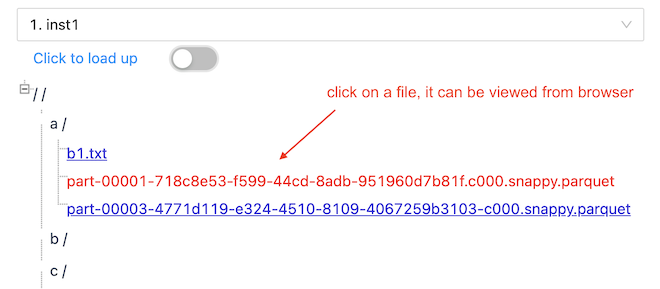 1. inst1
Click to load up
//
click on a file, it can be viewed from browser
a /
b1.txt
part-00001-718c8e53-f599-44cd-8adb-951960d7b81f.c000.snappy.parquet
part-00003-4771d119-e324-4510-8109-4067259b3103-c000.snappy.parquet
b /
c /